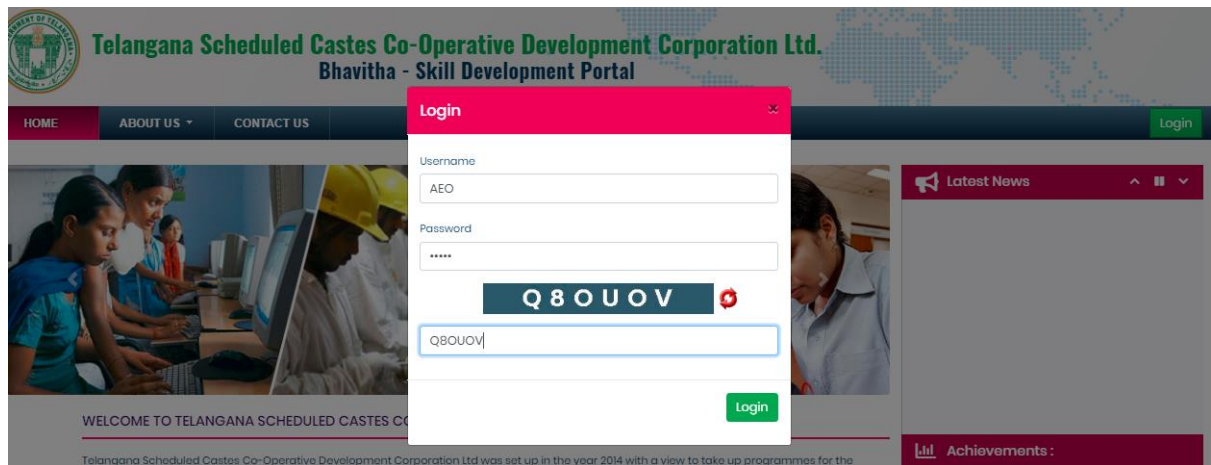 Telangana Scheduled Castes Co-Operative Development Corporation Ltd.
Bhavitha - Skill Development Portal
HOME ABOUT US CONTACT US Login
Login
Username
AEO
Password
•••••
Q8OUOV
Q8OUOV
Login
Latest News
WELCOME TO TELANGANA SCHEDULED CASTES CO
Achievements :
Telangana Scheduled Castes Co-Operative Development Corporation Ltd was set up in the year 2014 with a view to take up programmes for the